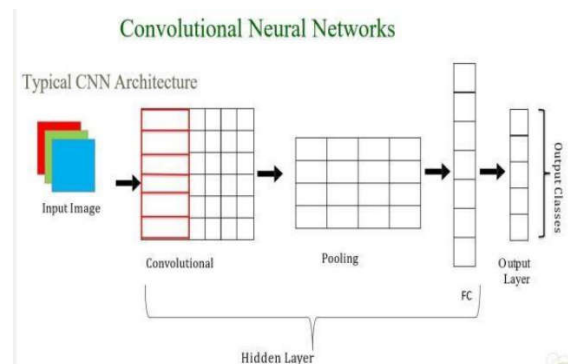 Convolutional Neural Networks
Typical CNN Architecture
Input Image
Convolutional
Pooling
FC
Output
Layer
Output Classes
Hidden Layer